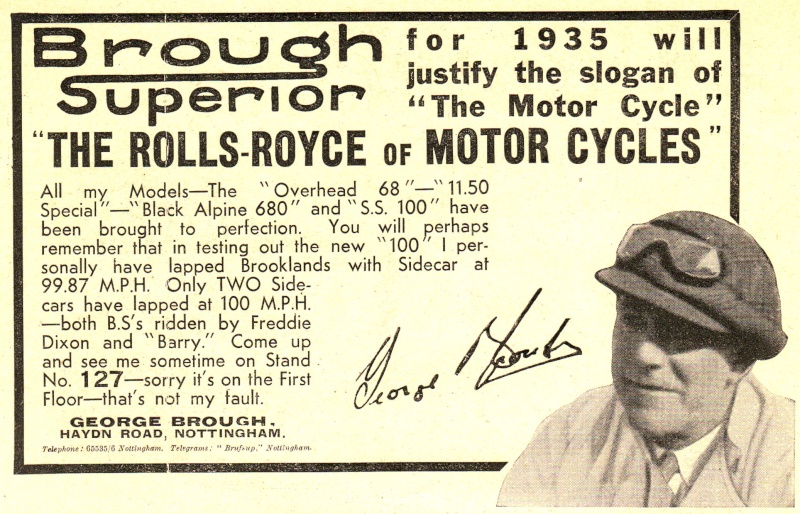 Brough Superior
for 1935 will
justify the slogan of
"The Motor Cycle"
"THE ROLLS-ROYCE OF MOTOR CYCLES"
All my Models—The "Overhead 68"—"11.50
Special"—"Black Alpine 680" and "S.S. 100" have
been brought to perfection. You will perhaps
remember that in testing out the new "100" I per-
sonally have lapped Brooklands with Sidecar at
99.87 M.P.H. Only TWO Side-
cars have lapped at 100 M.P.H.
—both B.S's ridden by Freddie
Dixon and "Barry." Come up
and see me sometime on Stand
No. 127—sorry it's on the First
Floor—that's not my fault.
George Brough
GEORGE BROUGH,
HAYDN ROAD, NOTTINGHAM.
Telephone: 65535/6 Nottingham. Telegrams: "Bruf-sup." Nottingham.